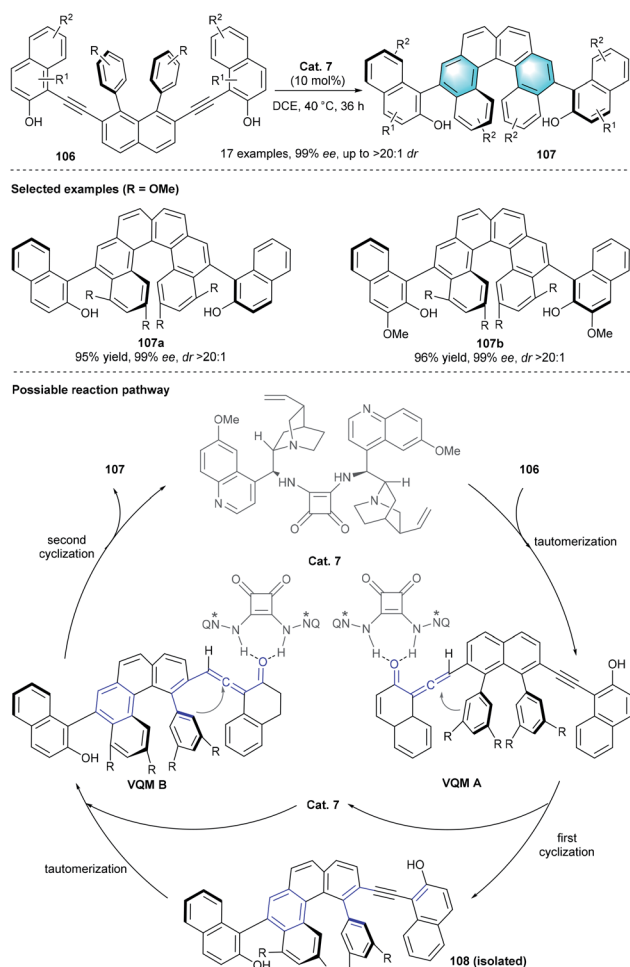 R² R² R R
R¹ R¹
OH OH
106
Cat. 7
(10 mol%)
DCE, 40 °C, 36 h
R² R²
R¹ OH HO R¹
R² R²
107
17 examples, 99% ee, up to >20:1 dr
Selected examples (R = OMe)
R R
OH HO
R R
107a
95% yield, 99% ee, dr >20:1
R R
OH HO
OMe R R OMe
107b
96% yield, 99% ee, dr >20:1
Possiable reaction pathway
OMe
N
H
N
HN
O O
HN
N
H
N
OMe
Cat. 7
107
106
second
cyclization
tautomerization
O O
*
QN N N NQ
*
H H
O
H
C
OH
R R
R R
VQM B
O O
*
QN N N NQ
*
H H
O
H
C
HO
R R R R
VQM A
Cat. 7
tautomerization
first
cyclization
HO
OH
R R
R
108 (isolated)